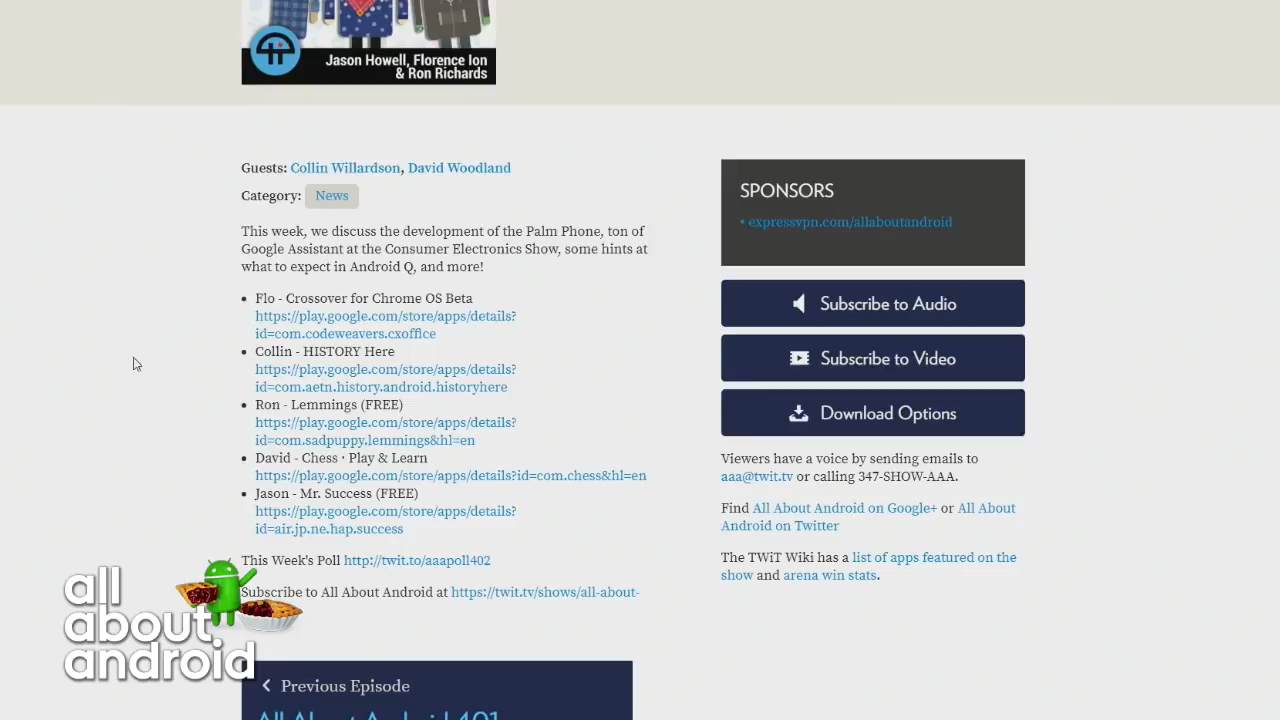 Jason Howell, Florence Ion
& Ron Richards
Guests: Collin Willardson, David Woodland
Category: News
This week, we discuss the development of the Palm Phone, ton of
Google Assistant at the Consumer Electronics Show, some hints at
what to expect in Android Q, and more!
• Flo - Crossover for Chrome OS Beta
https://play.google.com/store/apps/details?
id=com.codeweavers.cxoffice
• Collin - HISTORY Here
https://play.google.com/store/apps/details?
id=com.aetn.history.android.historyhere
• Ron - Lemmings (FREE)
https://play.google.com/store/apps/details?
id=com.sadpuppy.lemmings&hl=en
• David - Chess · Play & Learn
https://play.google.com/store/apps/details?id=com.chess&hl=en
• Jason - Mr. Success (FREE)
https://play.google.com/store/apps/details?
id=air.jp.ne.hap.success
This Week's Poll http://twit.to/aaapoll402
Subscribe to All About Android at https://twit.tv/shows/all-about-
Previous Episode
All About Android 401
SPONSORS
• expressvpn.com/allaboutandroid
Subscribe to Audio
Subscribe to Video
Download Options
Viewers have a voice by sending emails to
aaa@twit.tv or calling 347-SHOW-AAA.
Find All About Android on Google+ or All About
Android on Twitter
The TWiT Wiki has a list of apps featured on the
show and arena win stats.
all
about
android